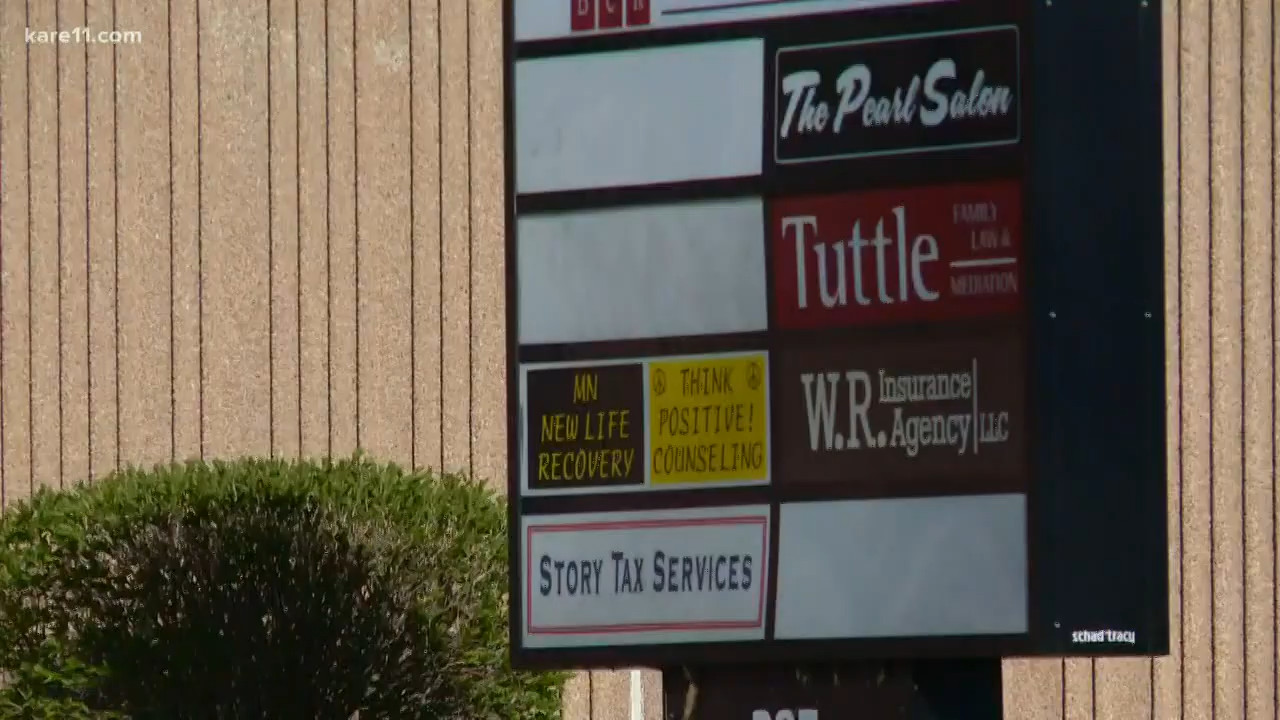 kare11.com
BCR
The Pearl Salon
Tuttle
FAMILY
LAW &
MEDIATION
MN
NEW LIFE
RECOVERY
THINK
POSITIVE!
COUNSELING
W.R. Insurance
Agency LLC
STORY TAX SERVICES
schad tracy